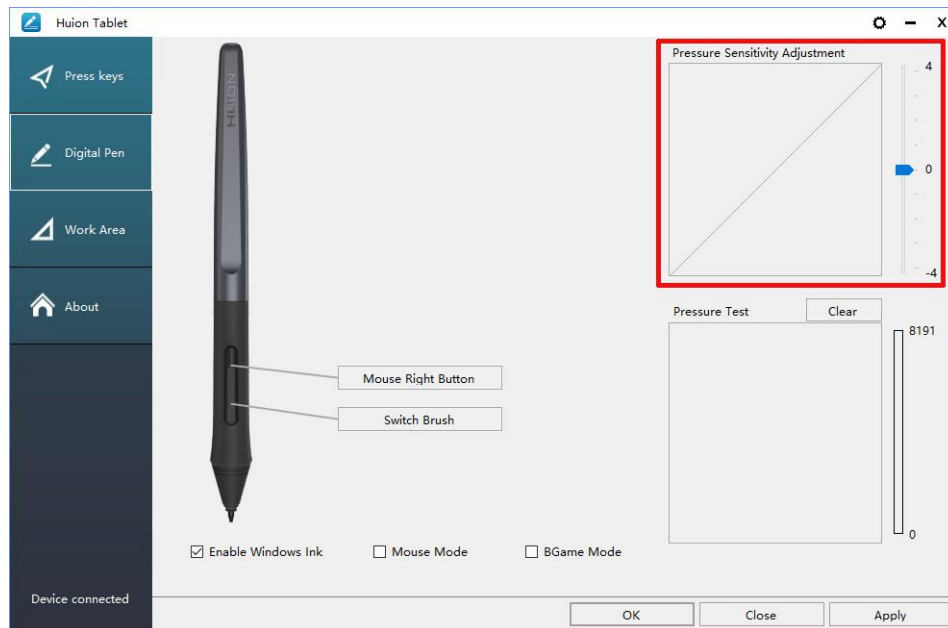 Huion Tablet
Press keys
Digital Pen
Work Area
About
Device connected
HUION
Mouse Right Button
Switch Brush
Enable Windows Ink
Mouse Mode
BGame Mode
Pressure Sensitivity Adjustment
4
0
-4
Pressure Test
Clear
8191
0
OK
Close
Apply